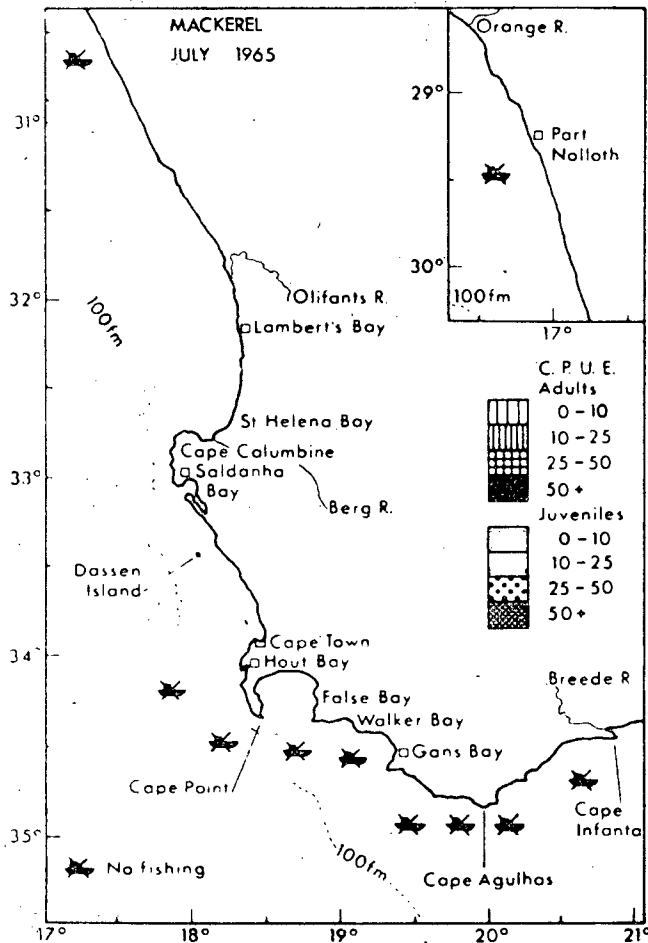 MACKEREL
JULY 1965
31°
32°
33°
34°
35°
17°
18°
19°
20°
21°
100fm
Olifants R.
Lambert's Bay
St Helena Bay
Cape Columbine
Saldanha
Bay
Berg R.
Dassen
Island
Cape Town
Hout Bay
False Bay
Walker Bay
Gans Bay
Breede R
Cape Point
Cape
Infanta
Cape Agulhas
100fm
No fishing
Orange R.
29°
Part
Nolloth
30°
100fm
17°
C. P. U. E.
Adults
0-10
10-25
25-50
50+
Juveniles
0-10
10-25
25-50
50+